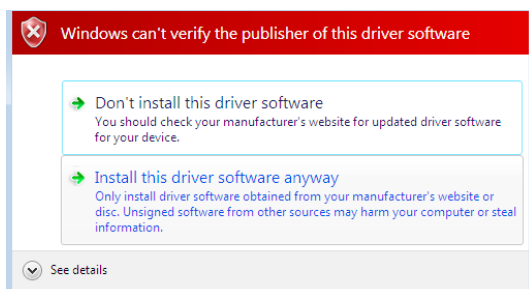 Windows can't verify the publisher of this driver software
Don't install this driver software
You should check your manufacturer's website for updated driver software
for your device.
Install this driver software anyway
Only install driver software obtained from your manufacturer's website or
disc. Unsigned software from other sources may harm your computer or steal
information.
See details